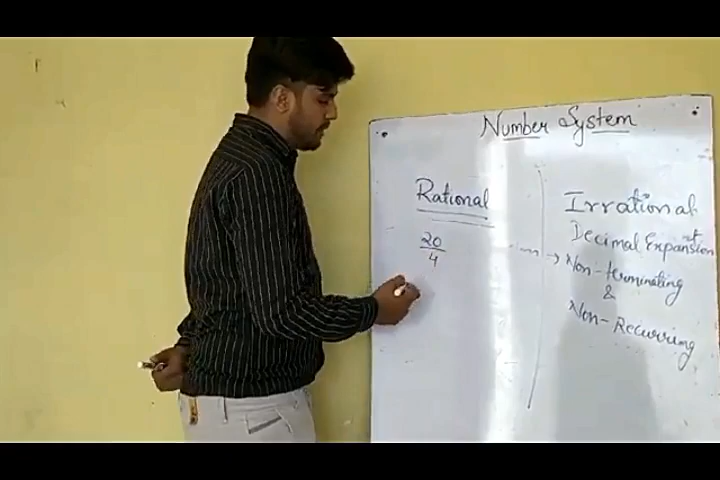 Number System
Rational
20
4
Irrational
Decimal Expansion
Non-terminating
&
Non-Recurring